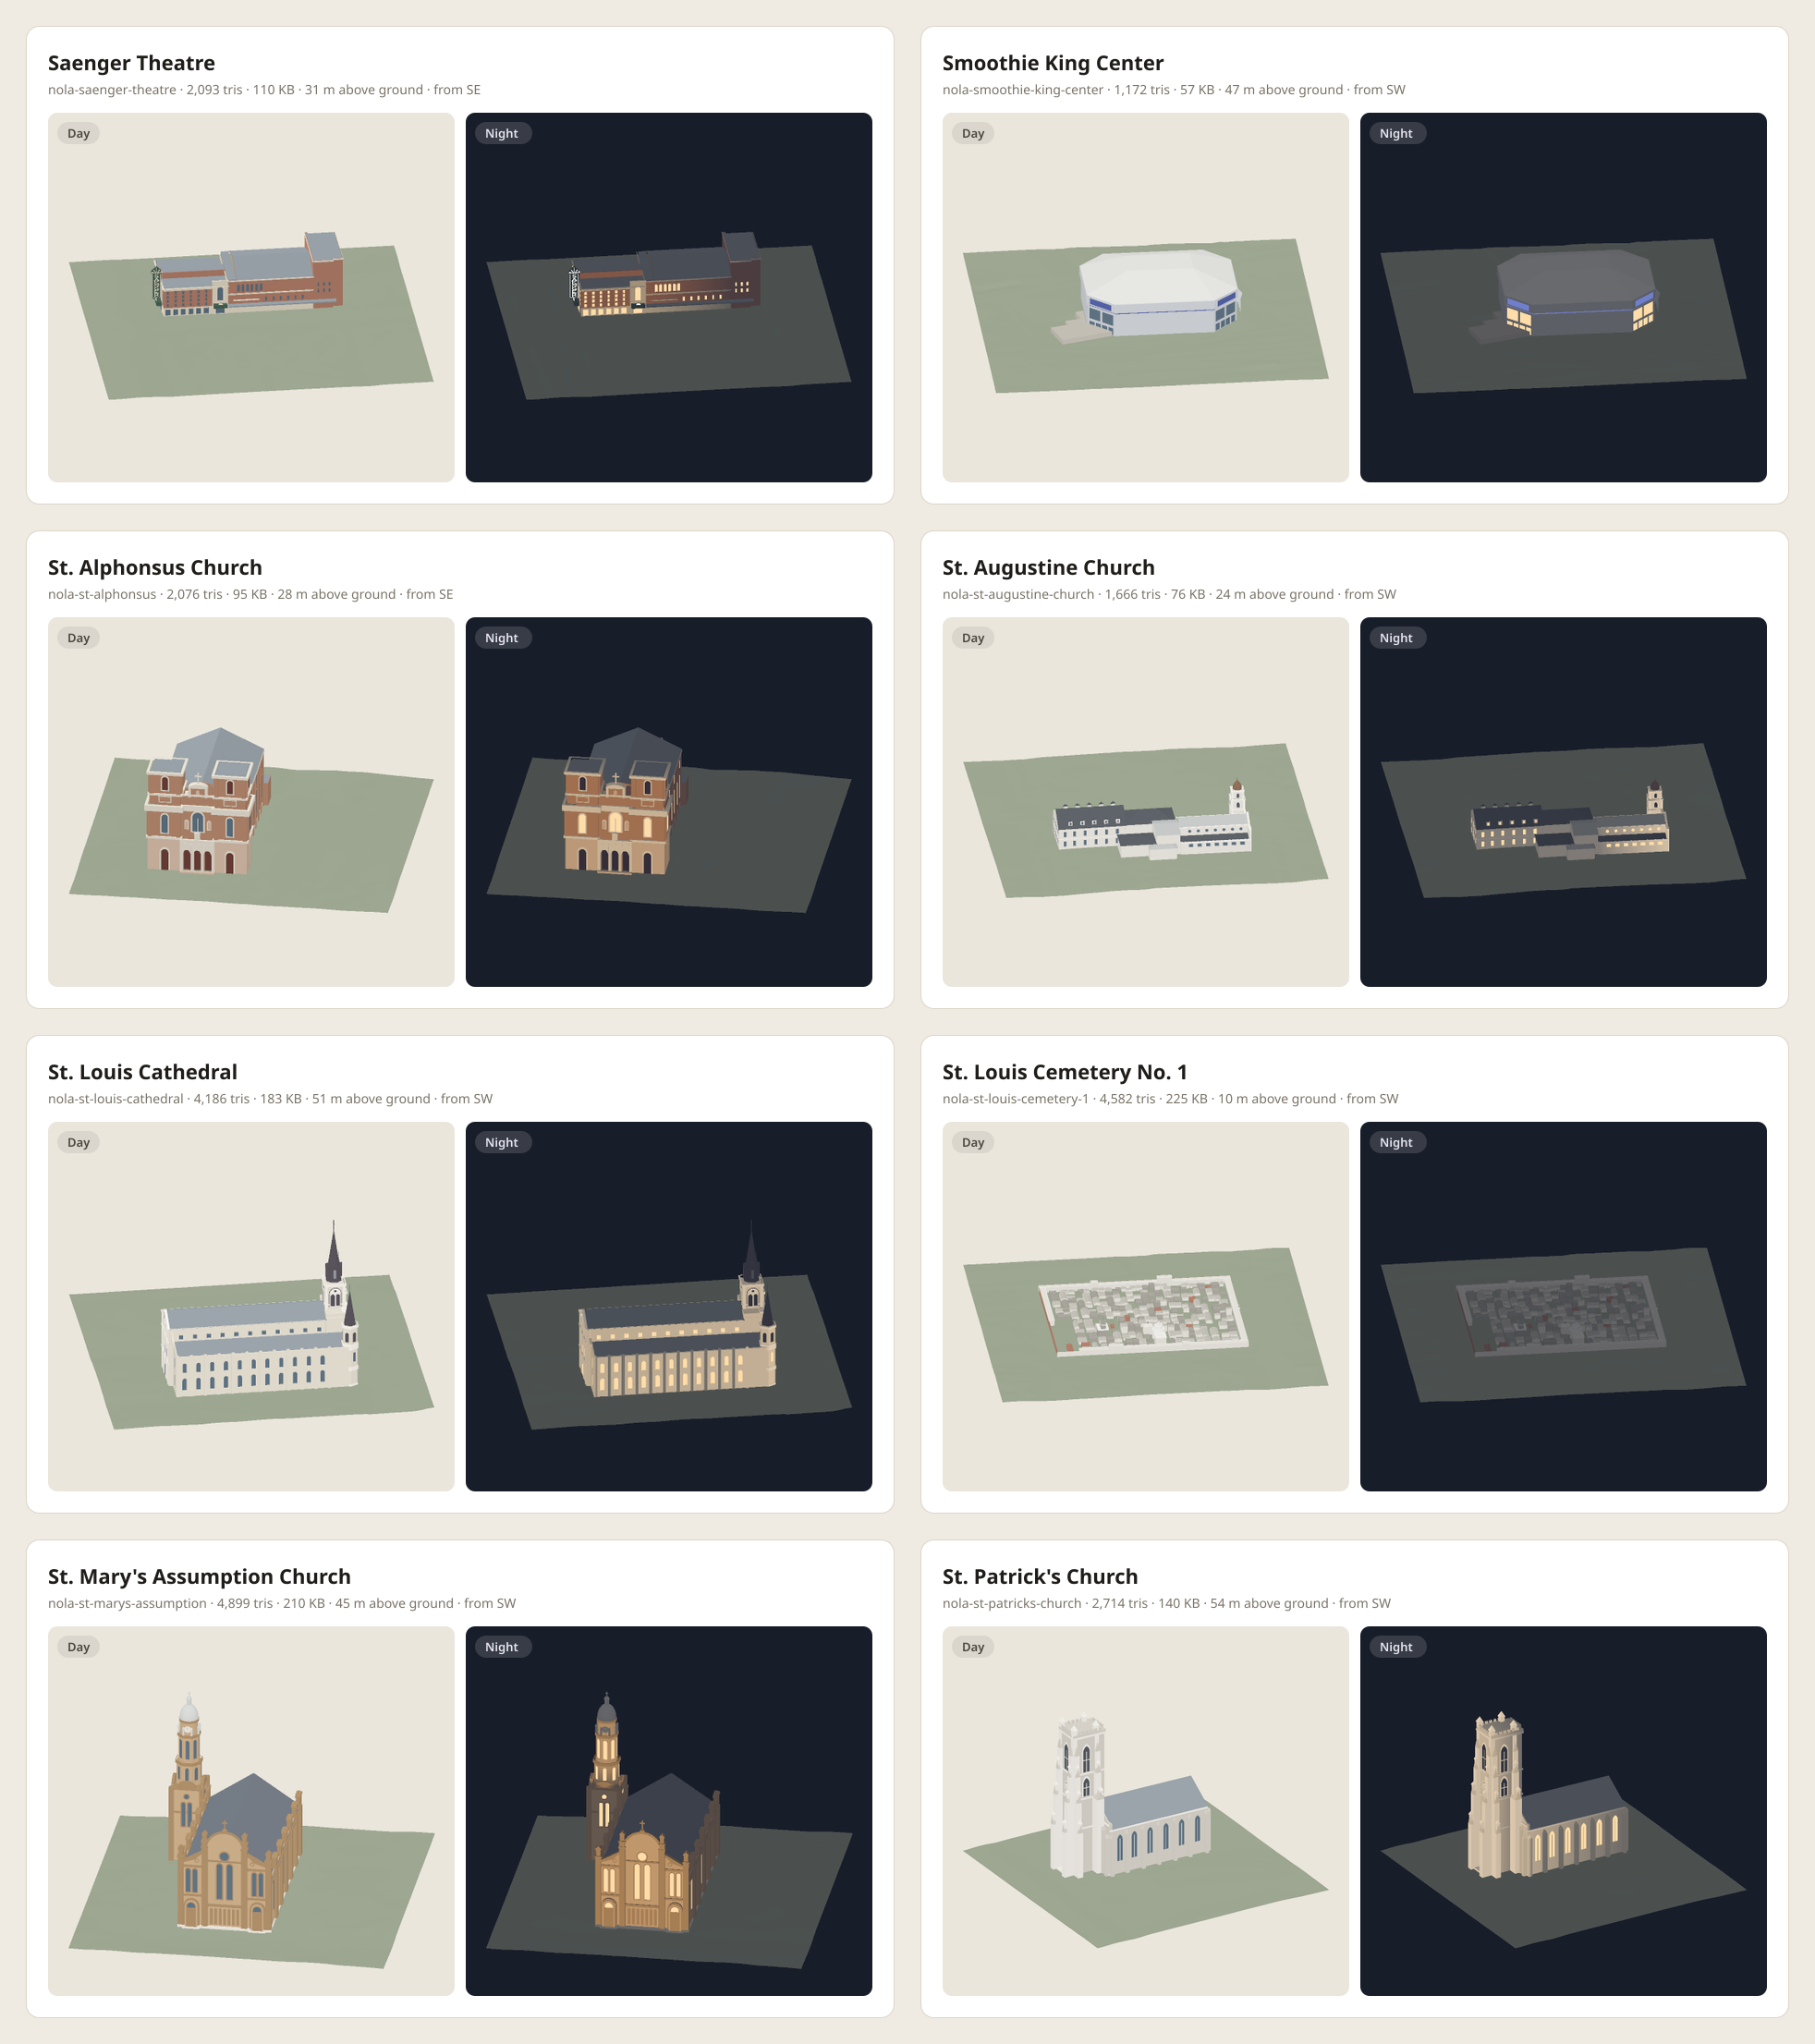 Saenger Theatre
nola-saenger-theatre · 2,093 tris · 110 KB · 31 m above ground · from SE
Day
Night
Smoothie King Center
nola-smoothie-king-center · 1,172 tris · 57 KB · 47 m above ground · from SW
Day
Night
St. Alphonsus Church
nola-st-alphonsus · 2,076 tris · 95 KB · 28 m above ground · from SE
Day
Night
St. Augustine Church
nola-st-augustine-church · 1,666 tris · 76 KB · 24 m above ground · from SW
Day
Night
St. Louis Cathedral
nola-st-louis-cathedral · 4,186 tris · 183 KB · 51 m above ground · from SW
Day
Night
St. Louis Cemetery No. 1
nola-st-louis-cemetery-1 · 4,582 tris · 225 KB · 10 m above ground · from SW
Day
Night
St. Mary's Assumption Church
nola-st-marys-assumption · 4,899 tris · 210 KB · 45 m above ground · from SW
Day
Night
St. Patrick's Church
nola-st-patricks-church · 2,714 tris · 140 KB · 54 m above ground · from SW
Day
Night